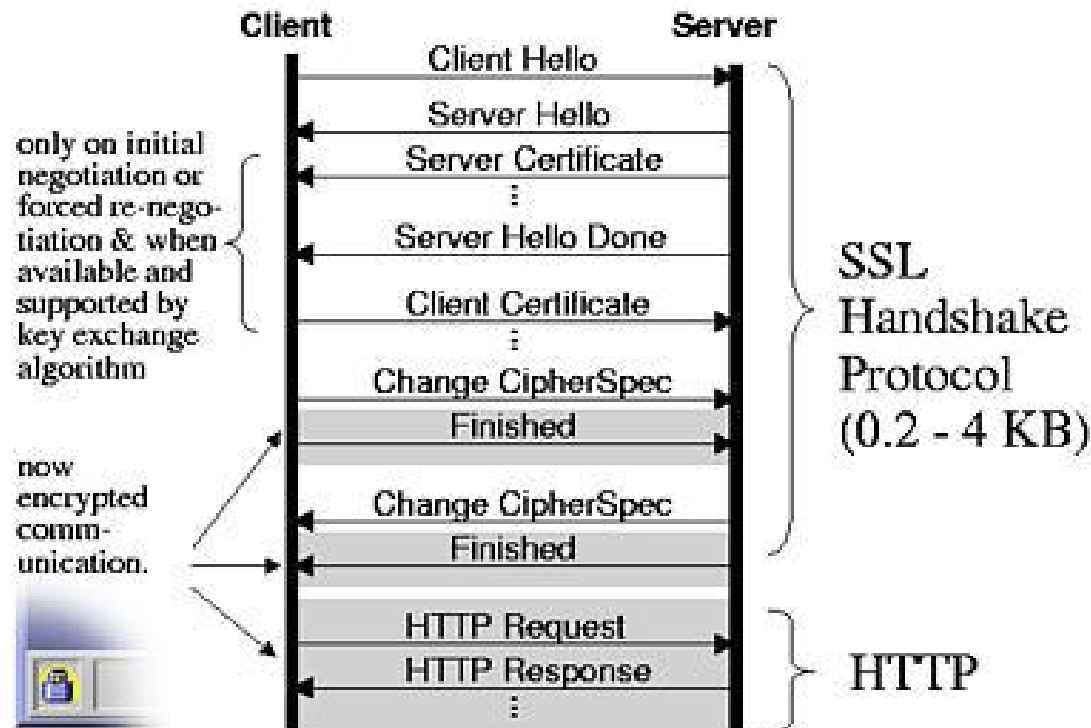 Client
Server
Client Hello
Server Hello
Server Certificate
⋮
Server Hello Done
Client Certificate
⋮
Change CipherSpec
Finished
Change CipherSpec
Finished
HTTP Request
HTTP Response
⋮
only on initial
negotiation or
forced re-nego-
tiation & when
available and
supported by
key exchange
algorithm
now
encrypted
comm-
unication.
SSL
Handshake
Protocol
(0.2 - 4 KB)
HTTP